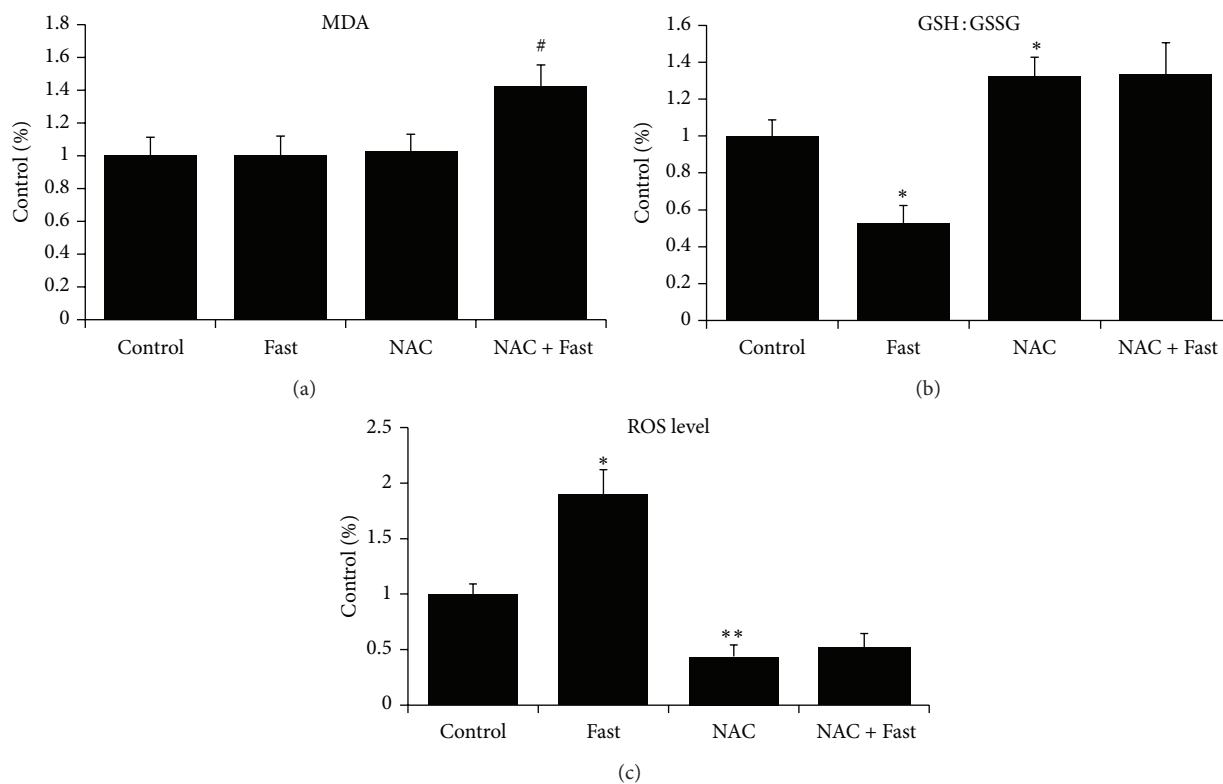 MDA
1.8
1.6
1.4
1.2
1
0.8
0.6
0.4
0.2
0
Control (%)
#
Control Fast NAC NAC + Fast
(a)
GSH : GSSG
1.6
1.4
1.2
1
0.8
0.6
0.4
0.2
0
Control (%)
*
*
Control Fast NAC NAC + Fast
(b)
ROS level
2.5
2
1.5
1
0.5
0
Control (%)
*
**
Control Fast NAC NAC + Fast
(c)